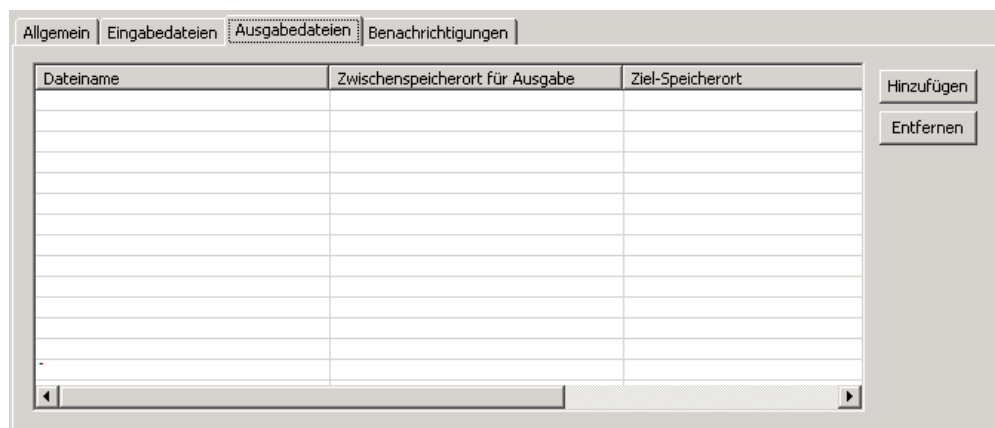 Allgemein Eingabedateien Ausgabedateien Benachrichtigungen
Dateiname Zwischenspeicherort für Ausgabe Ziel-Speicherort
Hinzufügen
Entfernen